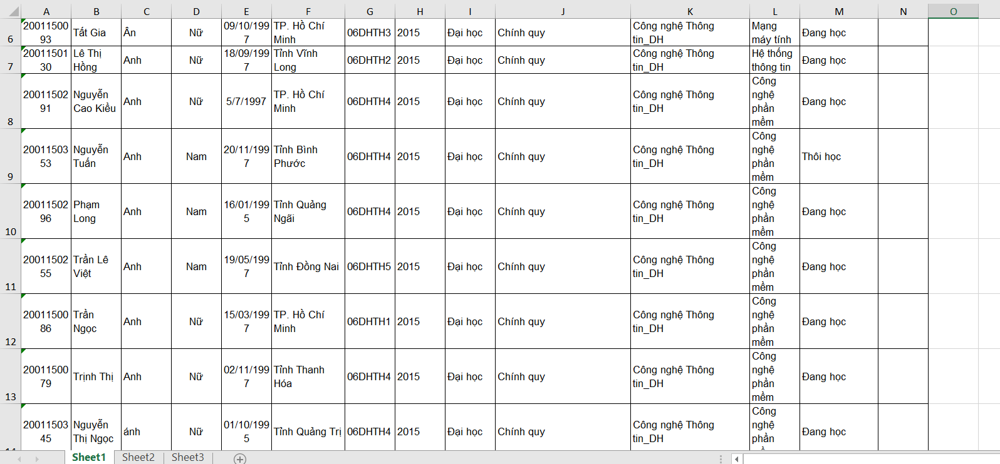 A B C D E F G H I J K L M N O
6 2001150093 Tất Gia Ân Nữ 09/10/1997 TP. Hồ Chí Minh 06DHTH3 2015 Đại học Chính quy Công nghệ Thông tin_DH Mạng máy tính Đang học
7 2001150130 Lê Thị Hồng Anh Nữ 18/09/1997 Tỉnh Vĩnh Long 06DHTH2 2015 Đại học Chính quy Công nghệ Thông tin_DH Hệ thống thông tin Đang học
8 2001150291 Nguyễn Cao Kiều Anh Nữ 5/7/1997 TP. Hồ Chí Minh 06DHTH4 2015 Đại học Chính quy Công nghệ Thông tin_DH Công nghệ phần mềm Đang học
9 2001150353 Nguyễn Tuấn Anh Nam 20/11/1997 Tỉnh Bình Phước 06DHTH4 2015 Đại học Chính quy Công nghệ Thông tin_DH Công nghệ phần mềm Thôi học
10 2001150296 Phạm Long Anh Nam 16/01/1995 Tỉnh Quảng Ngãi 06DHTH4 2015 Đại học Chính quy Công nghệ Thông tin_DH Công nghệ phần mềm Đang học
11 2001150255 Trần Lê Việt Anh Nam 19/05/1997 Tỉnh Đồng Nai 06DHTH5 2015 Đại học Chính quy Công nghệ Thông tin_DH Công nghệ phần mềm Đang học
12 2001150086 Trần Ngọc Anh Nữ 15/03/1997 TP. Hồ Chí Minh 06DHTH1 2015 Đại học Chính quy Công nghệ Thông tin_DH Công nghệ phần mềm Đang học
13 2001150079 Trịnh Thị Anh Nữ 02/11/1997 Tỉnh Thanh Hóa 06DHTH4 2015 Đại học Chính quy Công nghệ Thông tin_DH Công nghệ phần mềm Đang học
2001150345 Nguyễn Thị Ngọc ánh Nữ 01/10/1995 Tỉnh Quảng Trị 06DHTH4 2015 Đại học Chính quy Công nghệ Thông tin_DH Công nghệ phần Đang học
Sheet1 Sheet2 Sheet3